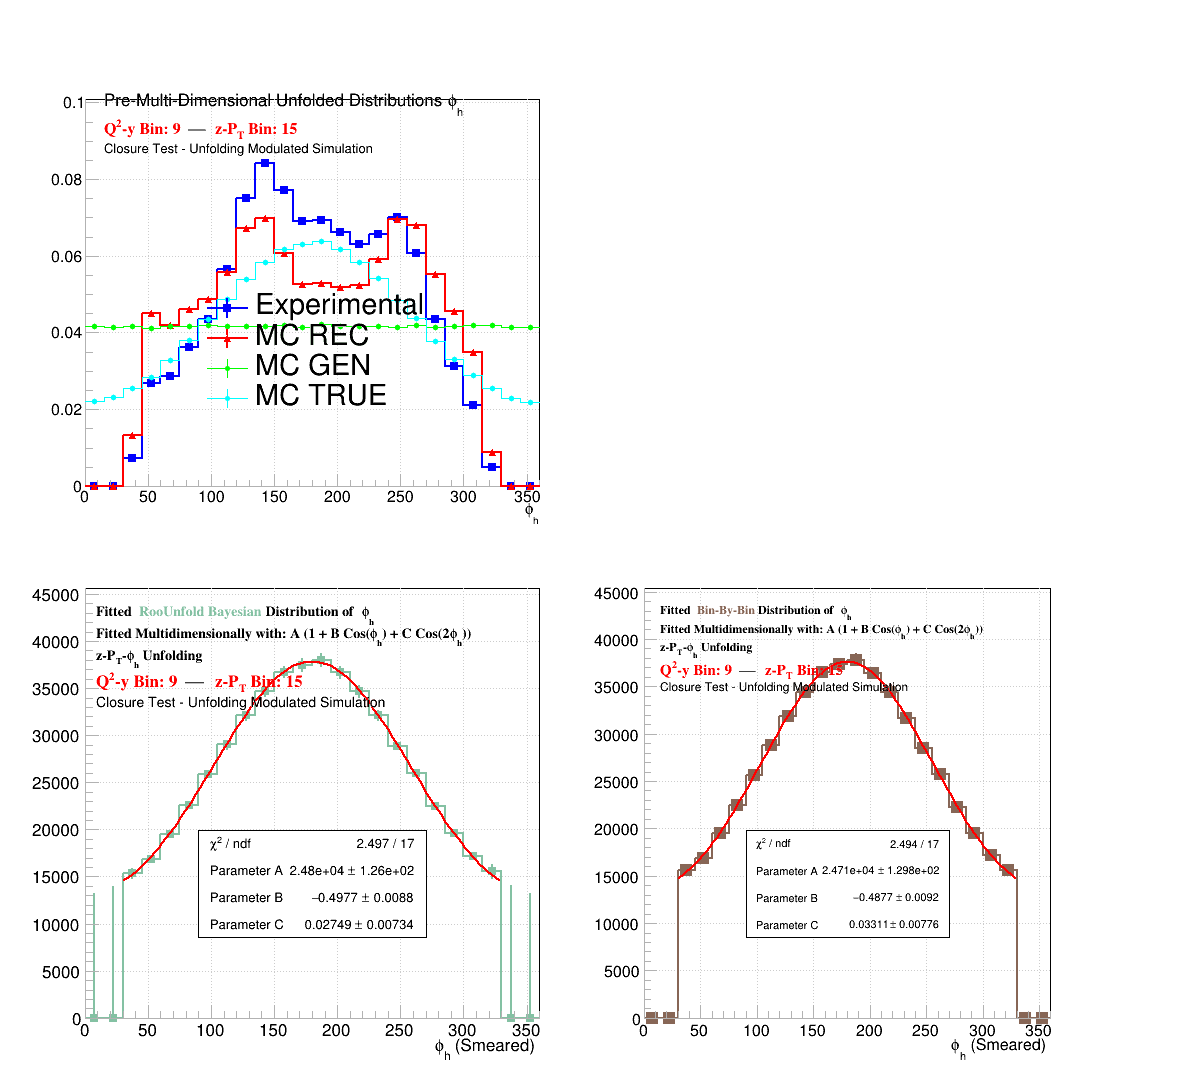 Pre-Multi-Dimensional Unfolded Distributions ϕh
Q2-y Bin: 9 — z-PT Bin: 15
Closure Test - Unfolding Modulated Simulation
0.1
0.08
0.06
0.04
0.02
0
Experimental
MC REC
MC GEN
MC TRUE
0 50 100 150 200 250 300 350
ϕh
Fitted RooUnfold Bayesian Distribution of ϕh
Fitted Multidimensionally with: A (1 + B Cos(ϕh) + C Cos(2ϕh))
z-PT-ϕh Unfolding
Q2-y Bin: 9 — z-PT Bin: 15
Closure Test - Unfolding Modulated Simulation
45000
40000
35000
30000
25000
20000
15000
10000
5000
0
χ2 / ndf 2.497 / 17
Parameter A 2.48e+04 ± 1.26e+02
Parameter B −0.4977 ± 0.0088
Parameter C 0.02749 ± 0.00734
0 50 100 150 200 250 300 350
ϕh (Smeared)
Fitted Bin-By-Bin Distribution of ϕh
Fitted Multidimensionally with: A (1 + B Cos(ϕh) + C Cos(2ϕh))
z-PT-ϕh Unfolding
Q2-y Bin: 9 — z-PT Bin: 15
Closure Test - Unfolding Modulated Simulation
45000
40000
35000
30000
25000
20000
15000
10000
5000
0
χ2 / ndf 2.494 / 17
Parameter A 2.471e+04 ± 1.298e+02
Parameter B −0.4877 ± 0.0092
Parameter C 0.03311 ± 0.00776
0 50 100 150 200 250 300 350
ϕh (Smeared)